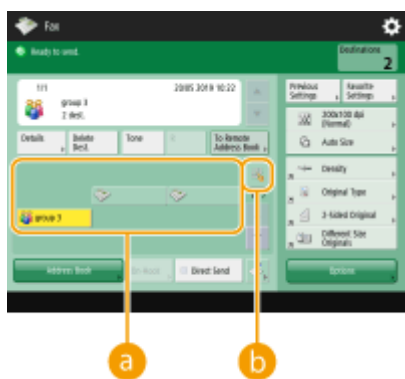 Fax
Ready to send.
Destinations
2
1/1
20/05 2019 10:22
group 3
2 dest.
Previous Settings
Favorite Settings
200x100 dpi (Normal)
Details
Delete Dest.
Tone
To Remote Address Book
Auto Size
Density
Original Type
group 3
2-Sided Original
Different Size Originals
Address Book
On-Hook
Direct Send
Options
a
b